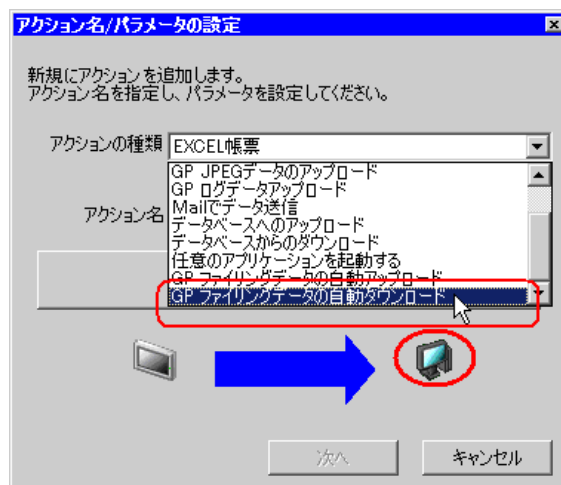 アクション名/パラメータの設定
新規にアクションを追加します。
アクション名を指定し、パラメータを設定してください。
アクションの種類 EXCEL帳票
GP JPEGデータのアップロード
GP ログデータアップロード
Mailでデータ送信
アクション名
データベースへのアップロード
データベースからのダウンロード
任意のアプリケーションを起動する
GP ファイリングデータの自動アップロード
GP ファイリングデータの自動ダウンロード
次へ キャンセル